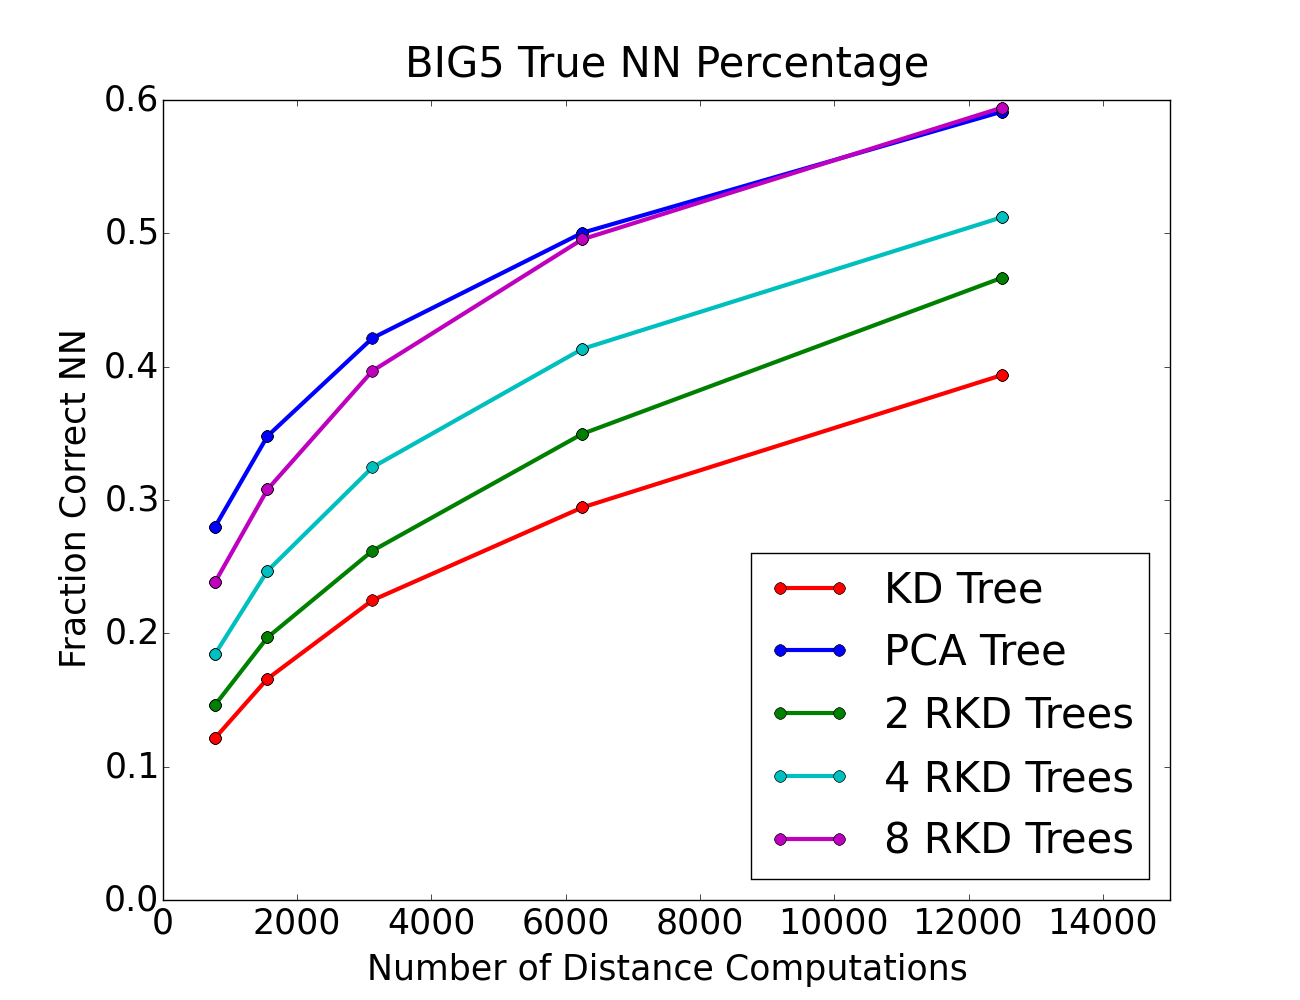 BIG5 True NN Percentage
0.6
0.5
0.4
0.3
0.2
0.1
0.0
Fraction Correct NN
KD Tree
PCA Tree
2 RKD Trees
4 RKD Trees
8 RKD Trees
0 2000 4000 6000 8000 10000 12000 14000
Number of Distance Computations